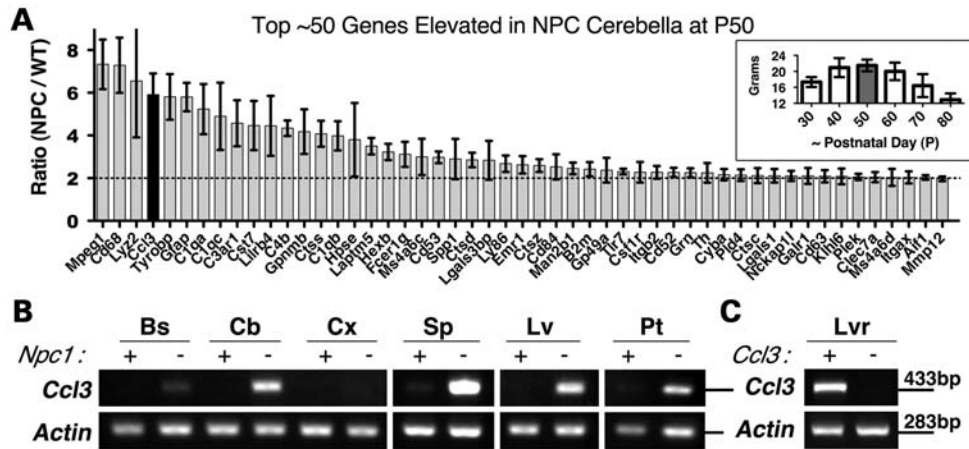 A
Top ~50 Genes Elevated in NPC Cerebella at P50
Ratio (NPC / WT)
8
6
4
2
0
Grams
24
20
16
12
30 40 50 60 70 80
~ Postnatal Day (P)
Mpeg1
Cd68
Lyz2
Ccl3
Tyrobp
Gfap
C1qa
C1qc
C3ar1
Cst7
Lilrb4
C4b
Gpnmb
Ctss
C1qb
Hpse
Laptm5
Hexb
Fcer1g
Ms4a6c
Cd53
Spp1
Ctsd
Lgals3bp
Ly86
Emr1
Ctsz
Cd84
Man2b1
B2m
Gp49a
Tlr7
Csf1r
Itgb2
Cd52
Grn
Th
Cyba
Pld4
Ctsc
Lgals1
Nckap1l
Galr1
Cd63
Klhl6
Plek
Clec7a
Ms4a6d
Itgax
Aif1
Mmp12
B
Bs Cb Cx Sp Lv Pt
Npc1 : + - + - + - + - + - + -
Ccl3
Actin
C
Lvr
Ccl3 : + -
Ccl3 433bp
Actin 283bp